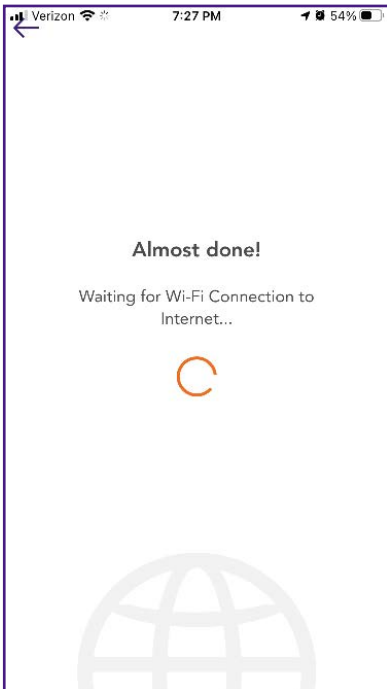 Verizon 7:27 PM 54%
Almost done!
Waiting for Wi-Fi Connection to
Internet...